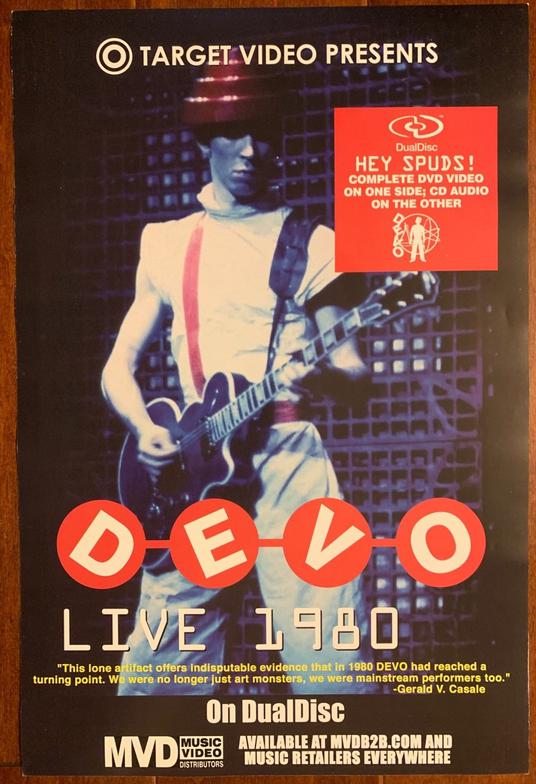 TARGET VIDEO PRESENTS
DualDisc
HEY SPUDS!
COMPLETE DVD VIDEO
ON ONE SIDE; CD AUDIO
ON THE OTHER
DEVO
DEVO
LIVE 1980
"This lone artifact offers indisputable evidence that in 1980 DEVO had reached a
turning point. We were no longer just art monsters, we were mainstream performers too."
-Gerald V. Casale
On DualDisc
MVD MUSIC
VIDEO
DISTRIBUTORS
AVAILABLE AT MVDB2B.COM AND
MUSIC RETAILERS EVERYWHERE